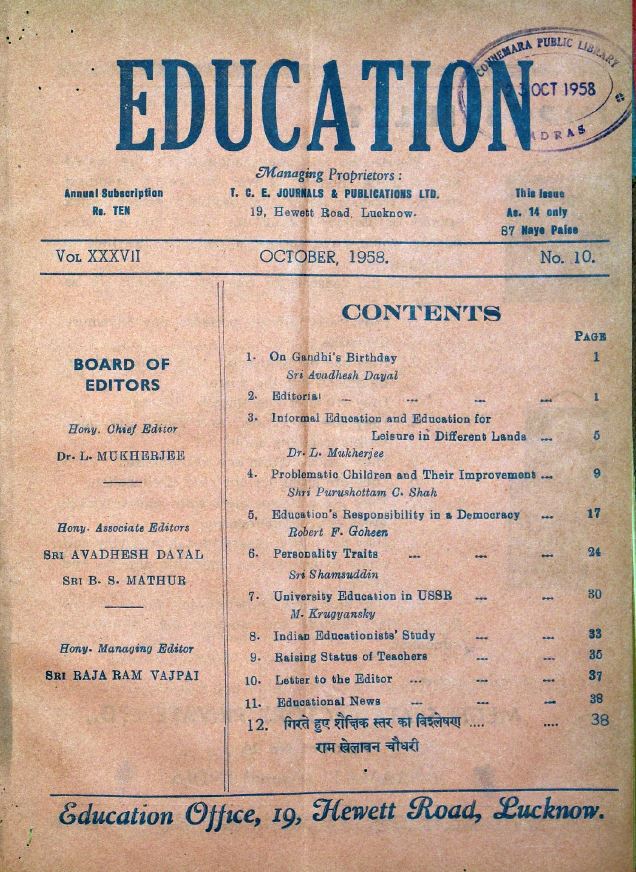 EDUCATION
CONNEMARA PUBLIC LIBRARY
3 OCT 1958
MADRAS
Managing Proprietors :
Annual Subscription
Rs. TEN
T. C. E. JOURNALS & PUBLICATIONS LTD.
19, Hewett Road, Lucknow.
This Issue
As. 14 only
87 Naye Paise
VOL XXXVII OCTOBER, 1958. No. 10.
BOARD OF
EDITORS
Hony. Chief Editor
Dr. L. MUKHERJEE
Hony. Associate Editors
SRI AVADHESH DAYAL
SRI B. S. MATHUR
Hony. Managing Editor
SRI RAJA RAM VAJPAI
CONTENTS
PAGE
1. On Gandhi's Birthday 1
Sri Avadhesh Dayal
2. Editorial ... ... ... ... 1
3. Informal Education and Education for
Leisure in Different Lands ... 5
Dr. L. Mukherjee
4. Problematic Children and Their Improvement ... 9
Shri Purushottam C. Shah
5. Education's Responsibility in a Democracy ... 17
Robert F. Goheen
6. Personality Traits ... ... ... 24
Sri Shamsuddin
7. University Education in USSR ... ... 30
M. Krugyansky
8. Indian Educationists' Study ... ... 33
9. Raising Status of Teachers ... ... 35
10. Letter to the Editor ... ... ... 37
11. Educational News ... ... ... 38
12. गिरते हुए शैक्षिक स्तर का विश्लेषण .... .... 38
राम खेलावन चौधरी
Education Office, 19, Hewett Road, Lucknow.